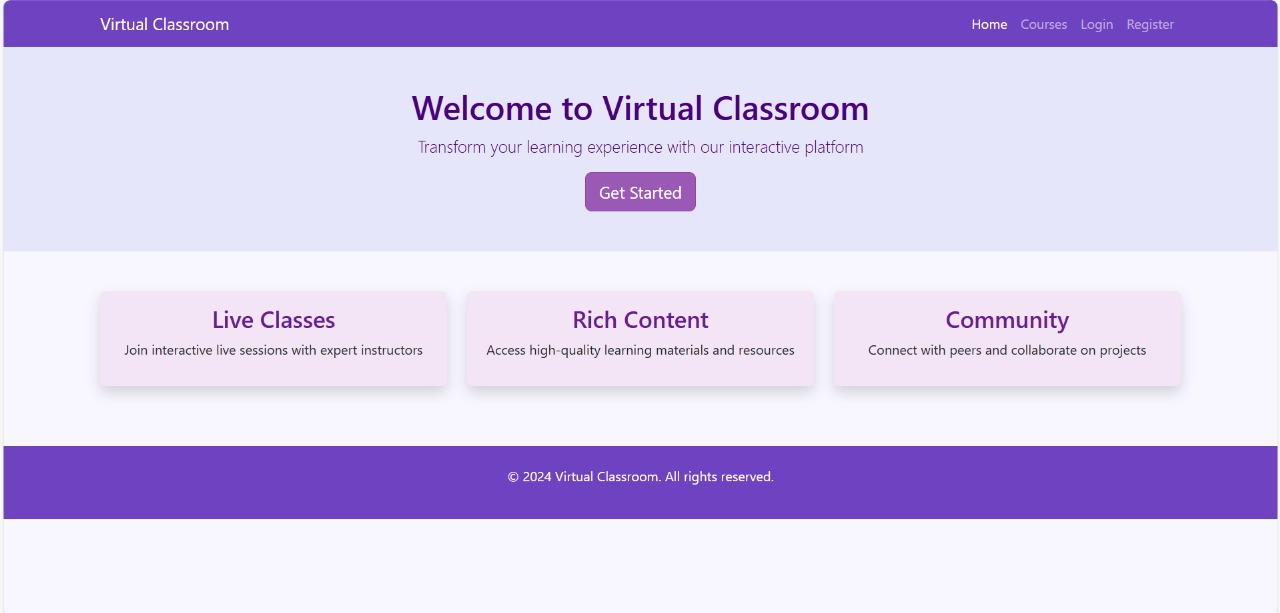 Virtual Classroom
Home Courses Login Register
Welcome to Virtual Classroom
Transform your learning experience with our interactive platform
Get Started
Live Classes
Join interactive live sessions with expert instructors
Rich Content
Access high-quality learning materials and resources
Community
Connect with peers and collaborate on projects
© 2024 Virtual Classroom. All rights reserved.